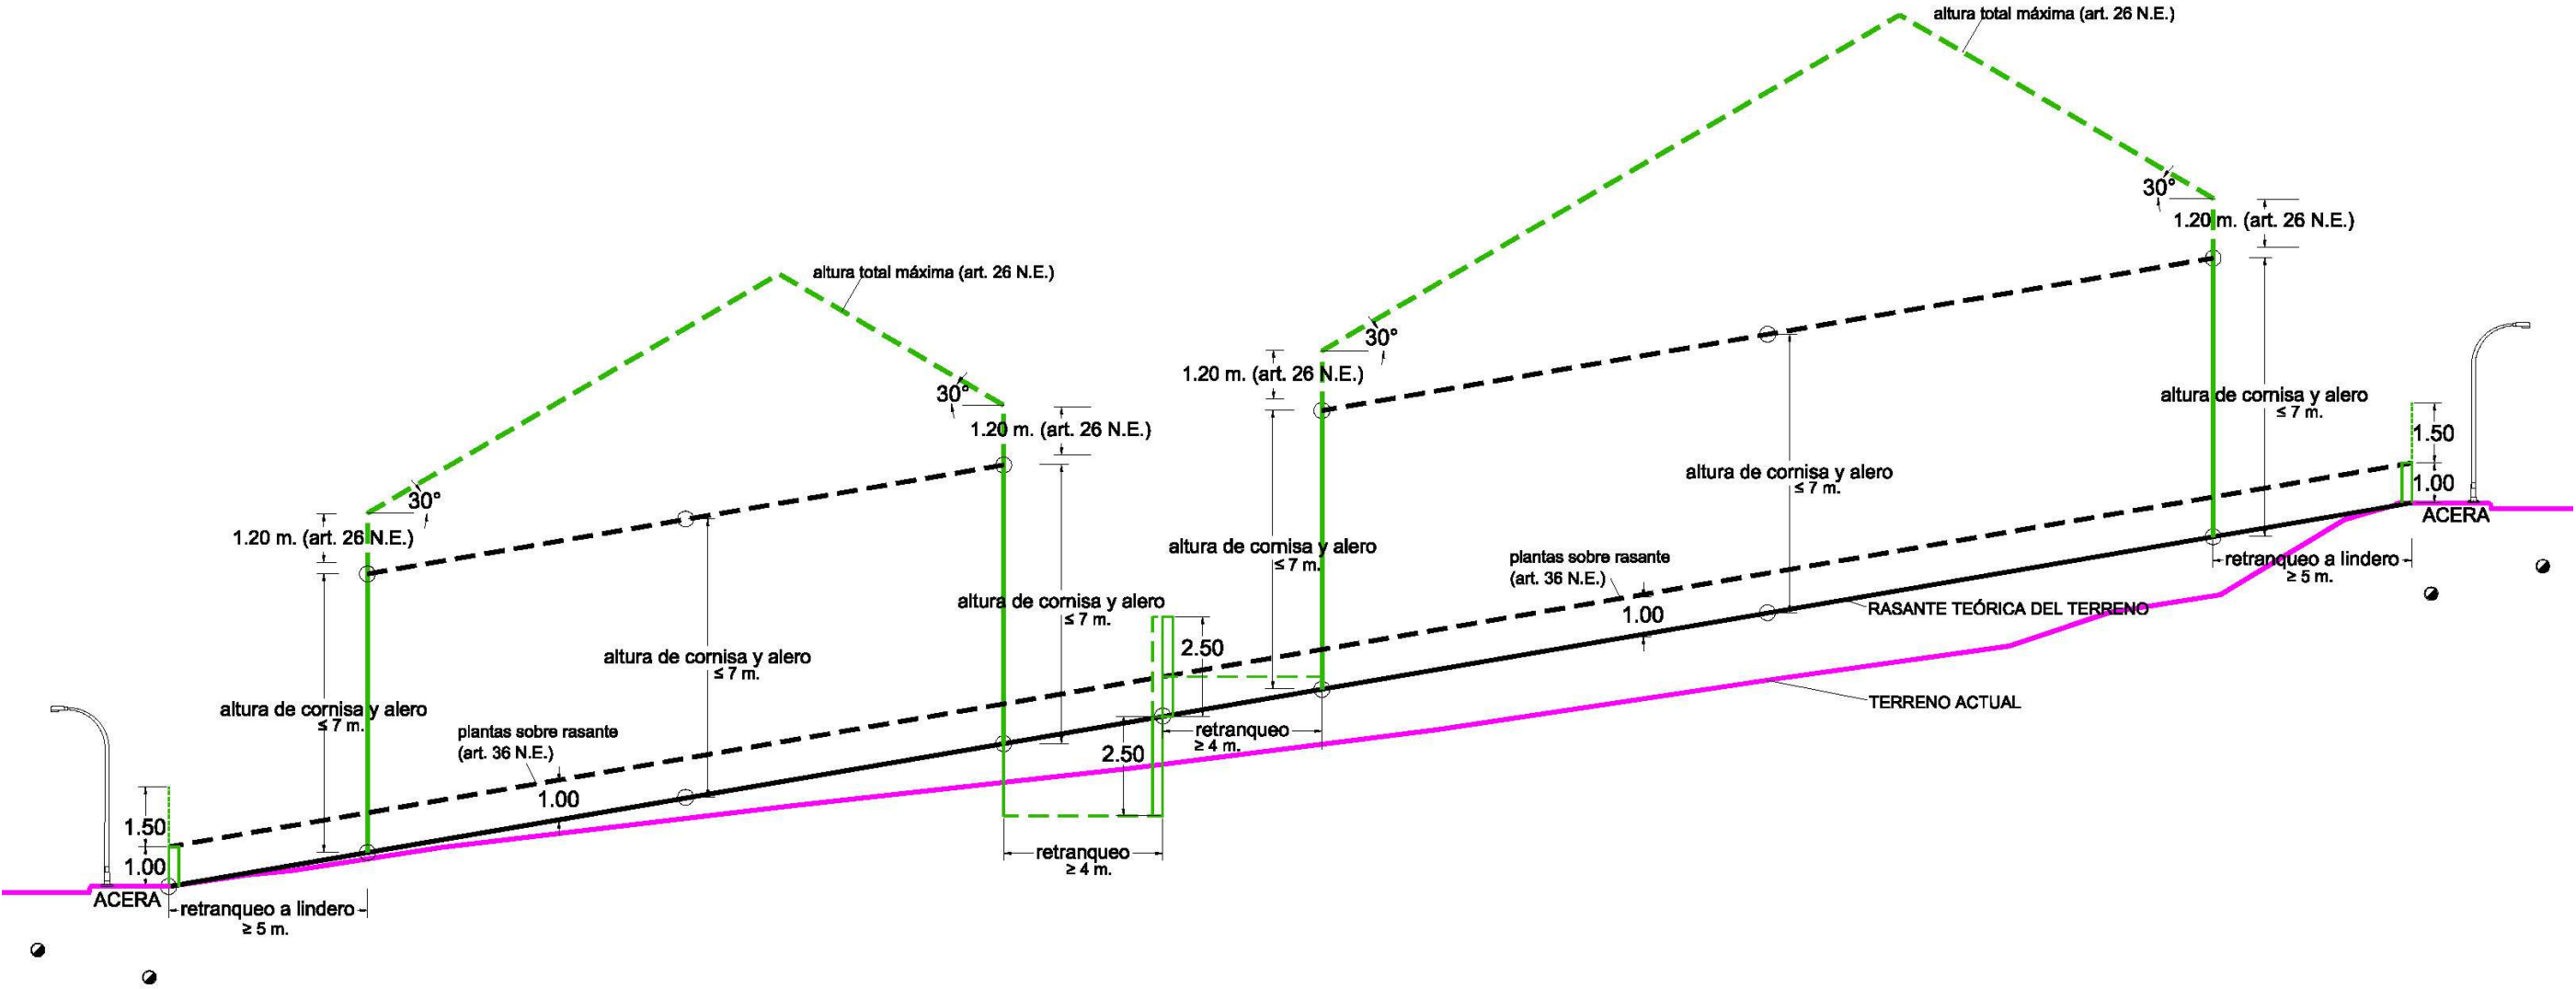 altura total máxima (art. 26 N.E.)
30°
1.20 m. (art. 26 N.E.)
altura total máxima (art. 26 N.E.)
30°
1.20 m. (art. 26 N.E.)
30°
1.20 m. (art. 26 N.E.)
altura de cornisa y alero
≤ 7 m.
1.50
1.00
ACERA
30°
1.20 m. (art. 26 N.E.)
altura de cornisa y alero
≤ 7 m.
altura de cornisa y alero
≤ 7 m.
plantas sobre rasante
(art. 36 N.E.)
1.00
retranqueo a lindero
≥ 5 m.
RASANTE TEÓRICA DEL TERRENO
altura de cornisa y alero
≤ 7 m.
2.50
altura de cornisa y alero
≤ 7 m.
TERRENO ACTUAL
altura de cornisa y alero
≤ 7 m.
plantas sobre rasante
(art. 36 N.E.)
retranqueo
≥ 4 m.
2.50
1.00
1.50
1.00
retranqueo
≥ 4 m.
ACERA
retranqueo a lindero
≥ 5 m.